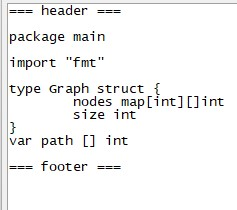 === header ===
package main
import "fmt"
type Graph struct {
        nodes map[int][]int
        size int
}
var path [] int
=== footer ===